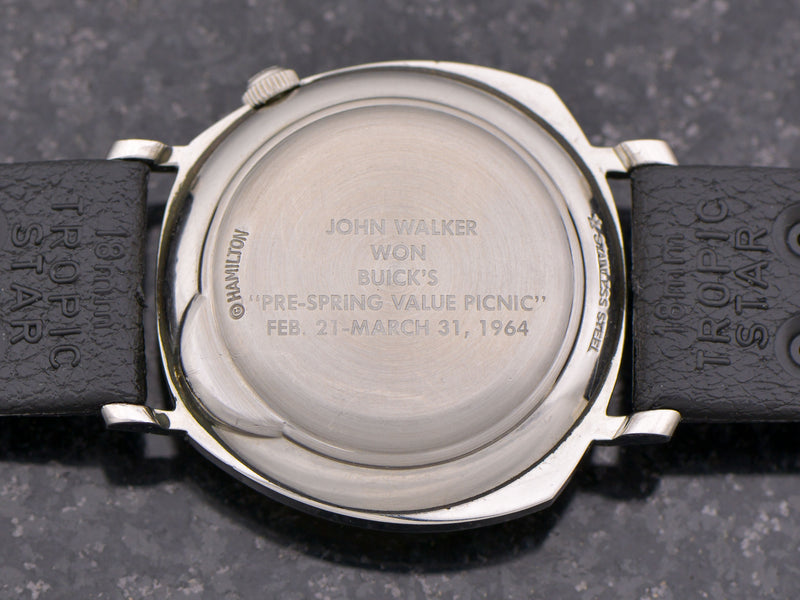 JOHN WALKER
WON
BUICK'S
"PRE-SPRING VALUE PICNIC"
FEB. 21-MARCH 31, 1964
©HAMILTON
STAINLESS STEEL
18mm
TROPIC
STAR
18mm
TROPIC
STAR